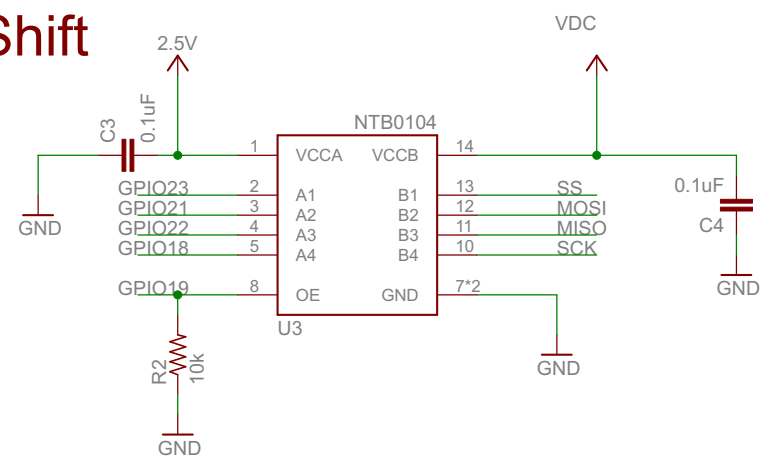 Shift
2.5V
VDC
C3
0.1uF
NTB0104
1
VCCA
VCCB
14
GPIO23
2
A1
B1
13
SS
GPIO21
3
A2
B2
12
MOSI
GPIO22
4
A3
B3
11
MISO
GPIO18
5
A4
B4
10
SCK
GPIO19
8
OE
GND
7*2
U3
GND
0.1uF
C4
GND
GND
R2
10k
GND